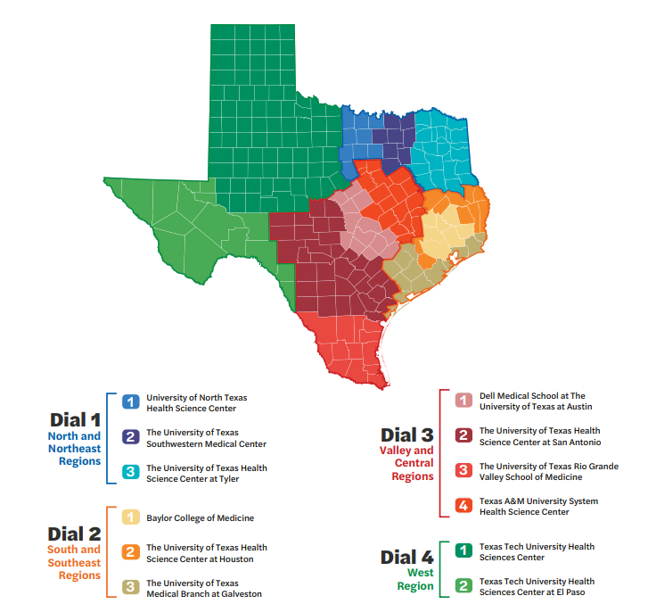 Dial 1
North and
Northeast
Regions
1
University of North Texas
Health Science Center
2
The University of Texas
Southwestern Medical Center
3
The University of Texas Health
Science Center at Tyler
Dial 2
South and
Southeast
Regions
1
Baylor College of Medicine
2
The University of Texas Health
Science Center at Houston
3
The University of Texas
Medical Branch at Galveston
Dial 3
Valley and
Central
Regions
1
Dell Medical School at The
University of Texas at Austin
2
The University of Texas Health
Science Center at San Antonio
3
The University of Texas Rio Grande
Valley School of Medicine
4
Texas A&M University System
Health Science Center
Dial 4
West
Region
1
Texas Tech University Health
Sciences Center
2
Texas Tech University Health
Sciences Center at El Paso